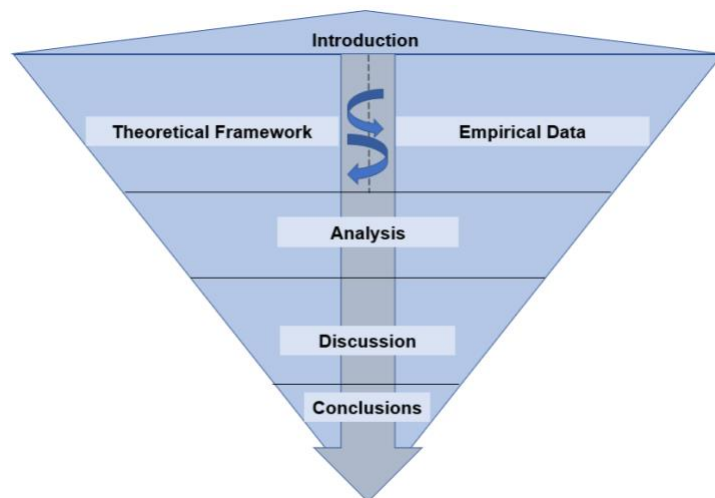 Introduction
Theoretical Framework
Empirical Data
Analysis
Discussion
Conclusions